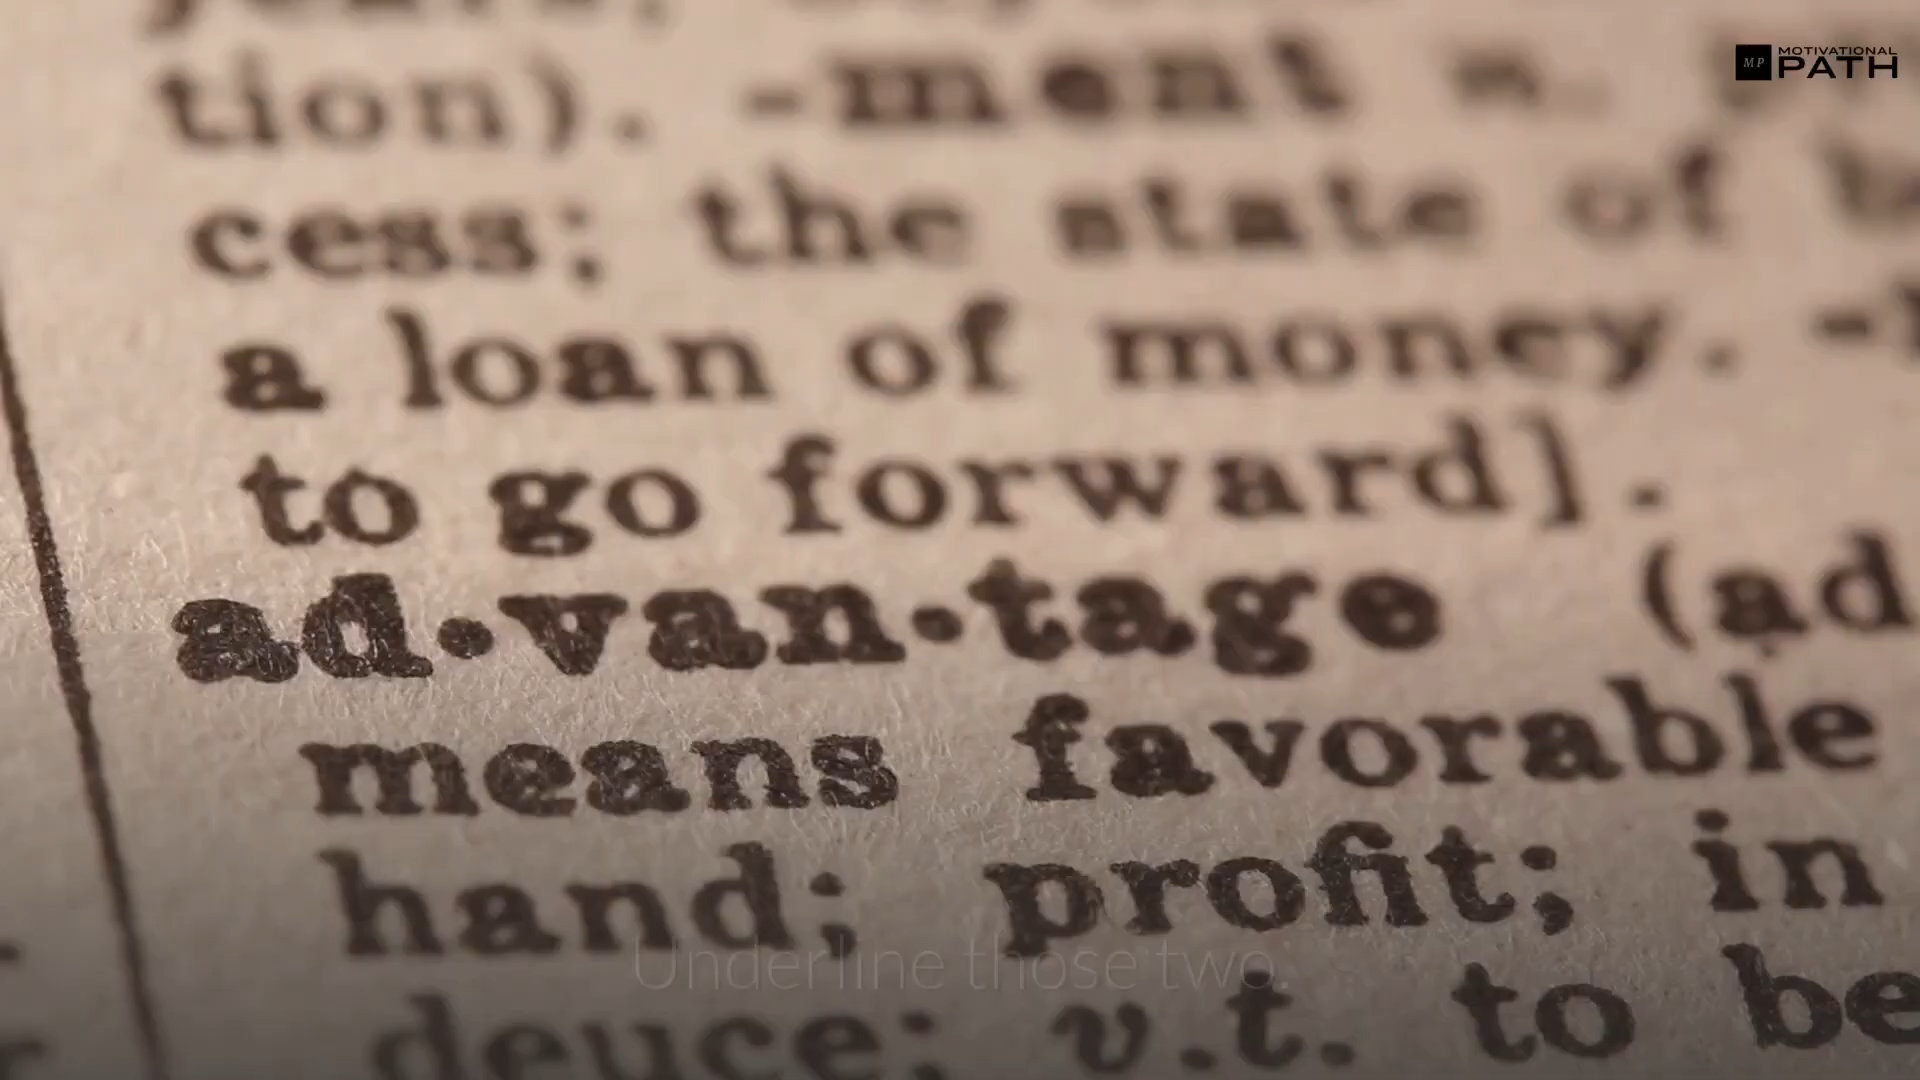 MP MOTIVATIONAL
PATH
tion). -ment n.
cess; the state of
a loan of money.
to go forward].
ad·van·tage (ad
means favorable
hand; profit; in
deuce; v.t. to be
Underline those two.